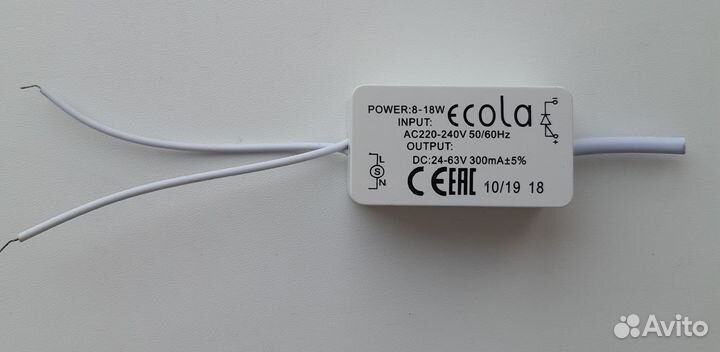 POWER:8-18W ecola
INPUT:
AC220-240V 50/60Hz
OUTPUT:
DC:24-63V 300mA±5%
L
S
N
CE EAC 10/19 18
Avito